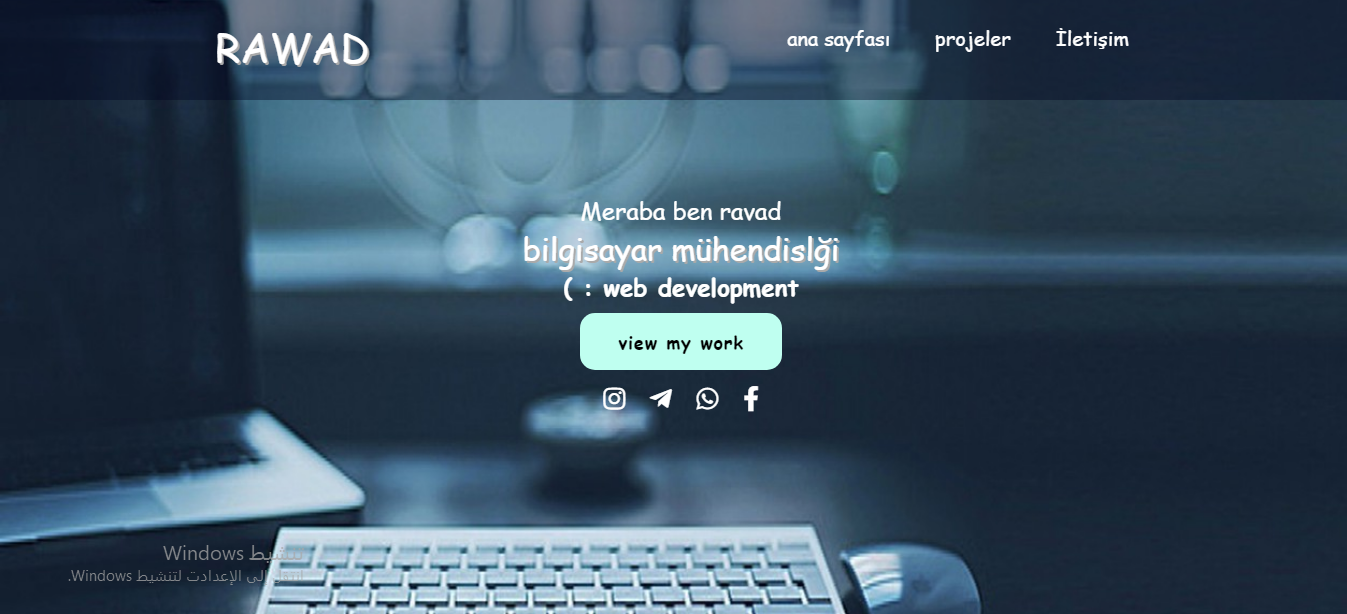 RAWAD
ana sayfası projeler İletişim
Meraba ben ravad
bilgisayar mühendislği
( : web development
view my work
تنشيط Windows
انتقل إلى الإعدادت لتنشيط Windows.